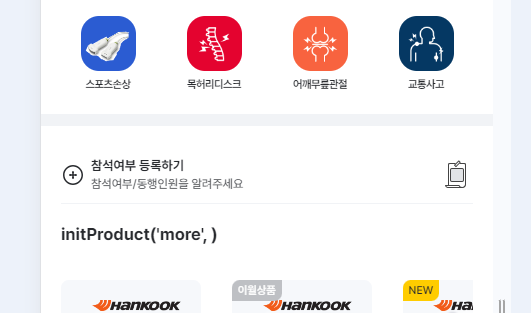 스포츠손상
목허리디스크
어깨무릎관절
교통사고
참석여부 등록하기
참석여부/동행인원을 알려주세요
initProduct('more', )
이월상품
NEW
HANKOOK
HANKOOK
HANK